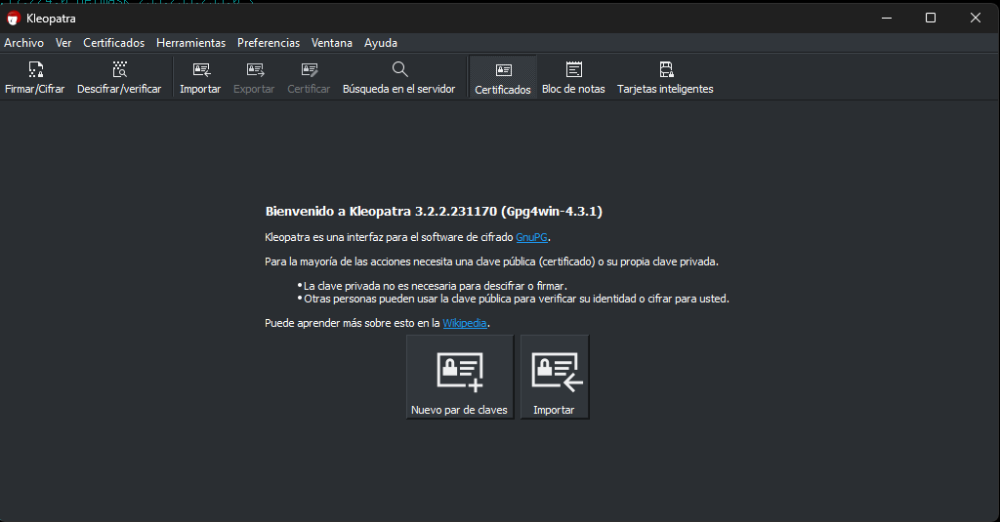 Kleopatra
Archivo Ver Certificados Herramientas Preferencias Ventana Ayuda
Firmar/Cifrar Descifrar/verificar Importar Exportar Certificar Búsqueda en el servidor Certificados Bloc de notas Tarjetas inteligentes
Bienvenido a Kleopatra 3.2.2.231170 (Gpg4win-4.3.1)
Kleopatra es una interfaz para el software de cifrado GnuPG.
Para la mayoría de las acciones necesita una clave pública (certificado) o su propia clave privada.
•La clave privada no es necesaria para descifrar o firmar.
•Otras personas pueden usar la clave pública para verificar su identidad o cifrar para usted.
Puede aprender más sobre esto en la Wikipedia.
Nuevo par de claves Importar